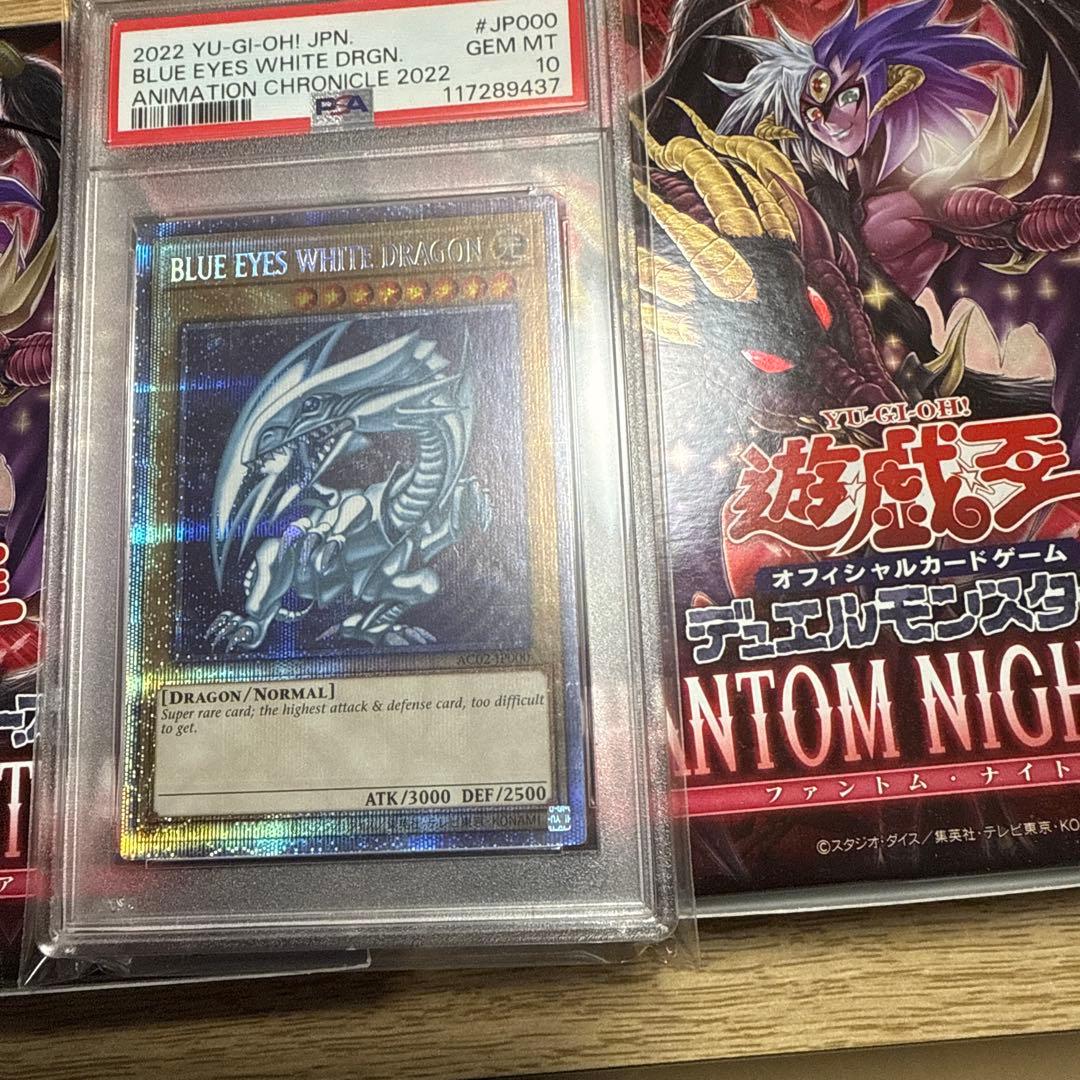 2022 YU-GI-OH! JPN.
BLUE EYES WHITE DRGN.
ANIMATION CHRONICLE 2022
#JP000
GEM MT
10
117289437
PSA
BLUE EYES WHITE DRAGON
AC02-JP000
[DRAGON/NORMAL]
Super rare card; the highest attack & defense card, too difficult
to get.
ATK/3000 DEF/2500
YU-GI-OH!
遊戯王
オフィシャルカードゲーム
デュエルモンスタ
ANTOM NIGH
ファントム・ナイト
©スタジオ・ダイス/集英社・テレビ東京・KO